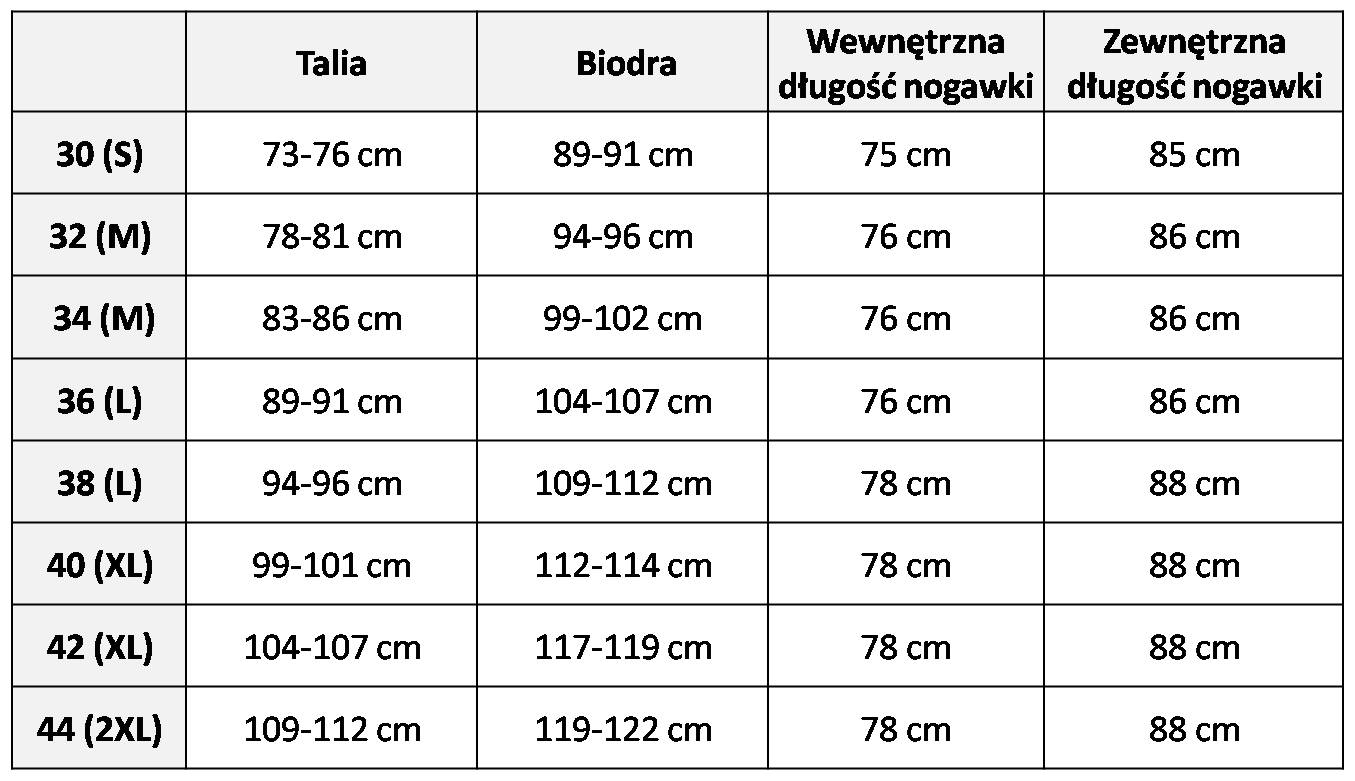 Talia Biodra Wewnętrzna długość nogawki Zewnętrzna długość nogawki
30 (S) 73-76 cm 89-91 cm 75 cm 85 cm
32 (M) 78-81 cm 94-96 cm 76 cm 86 cm
34 (M) 83-86 cm 99-102 cm 76 cm 86 cm
36 (L) 89-91 cm 104-107 cm 76 cm 86 cm
38 (L) 94-96 cm 109-112 cm 78 cm 88 cm
40 (XL) 99-101 cm 112-114 cm 78 cm 88 cm
42 (XL) 104-107 cm 117-119 cm 78 cm 88 cm
44 (2XL) 109-112 cm 119-122 cm 78 cm 88 cm